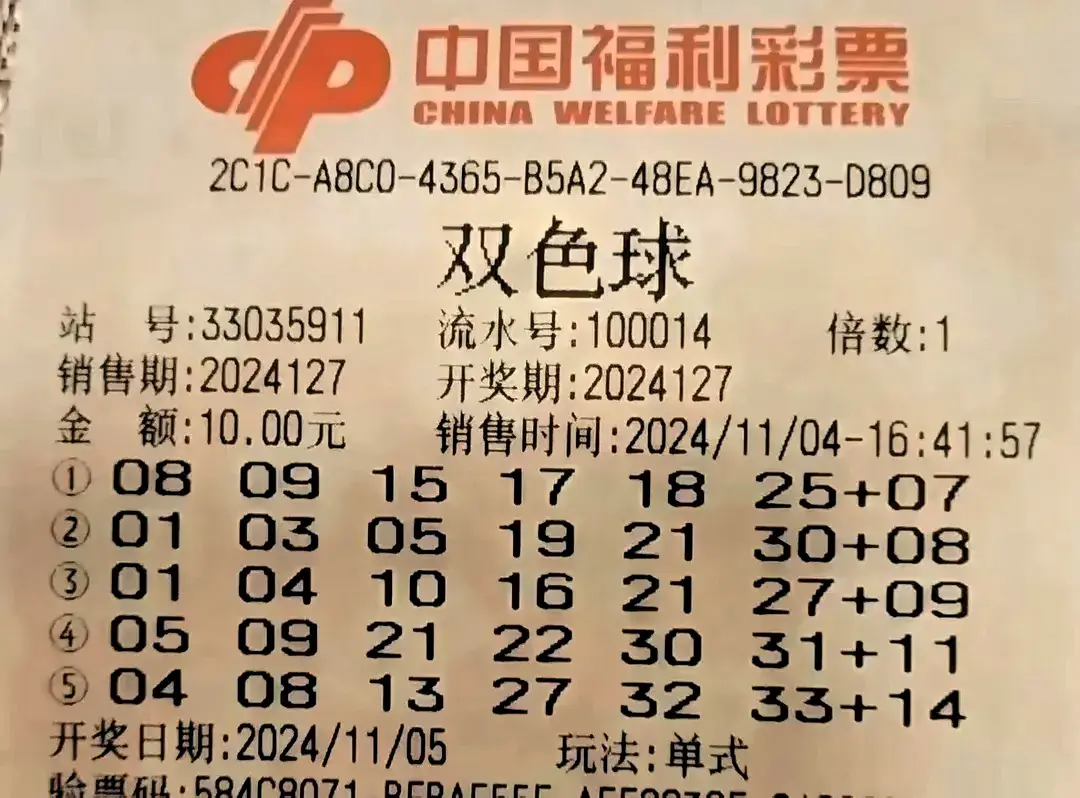 中国福利彩票
CHINA WELFARE LOTTERY
2C1C-A8C0-4365-B5A2-48EA-9823-D809
双色球
站 号:33035911 流水号:100014 倍数:1
销售期:2024127 开奖期:2024127
金 额:10.00元 销售时间:2024/11/04-16:41:57
① 08 09 15 17 18 25+07
② 01 03 05 19 21 30+08
③ 01 04 10 16 21 27+09
④ 05 09 21 22 30 31+11
⑤ 04 08 13 27 32 33+14
开奖日期:2024/11/05 玩法:单式
验票码:584C8071-